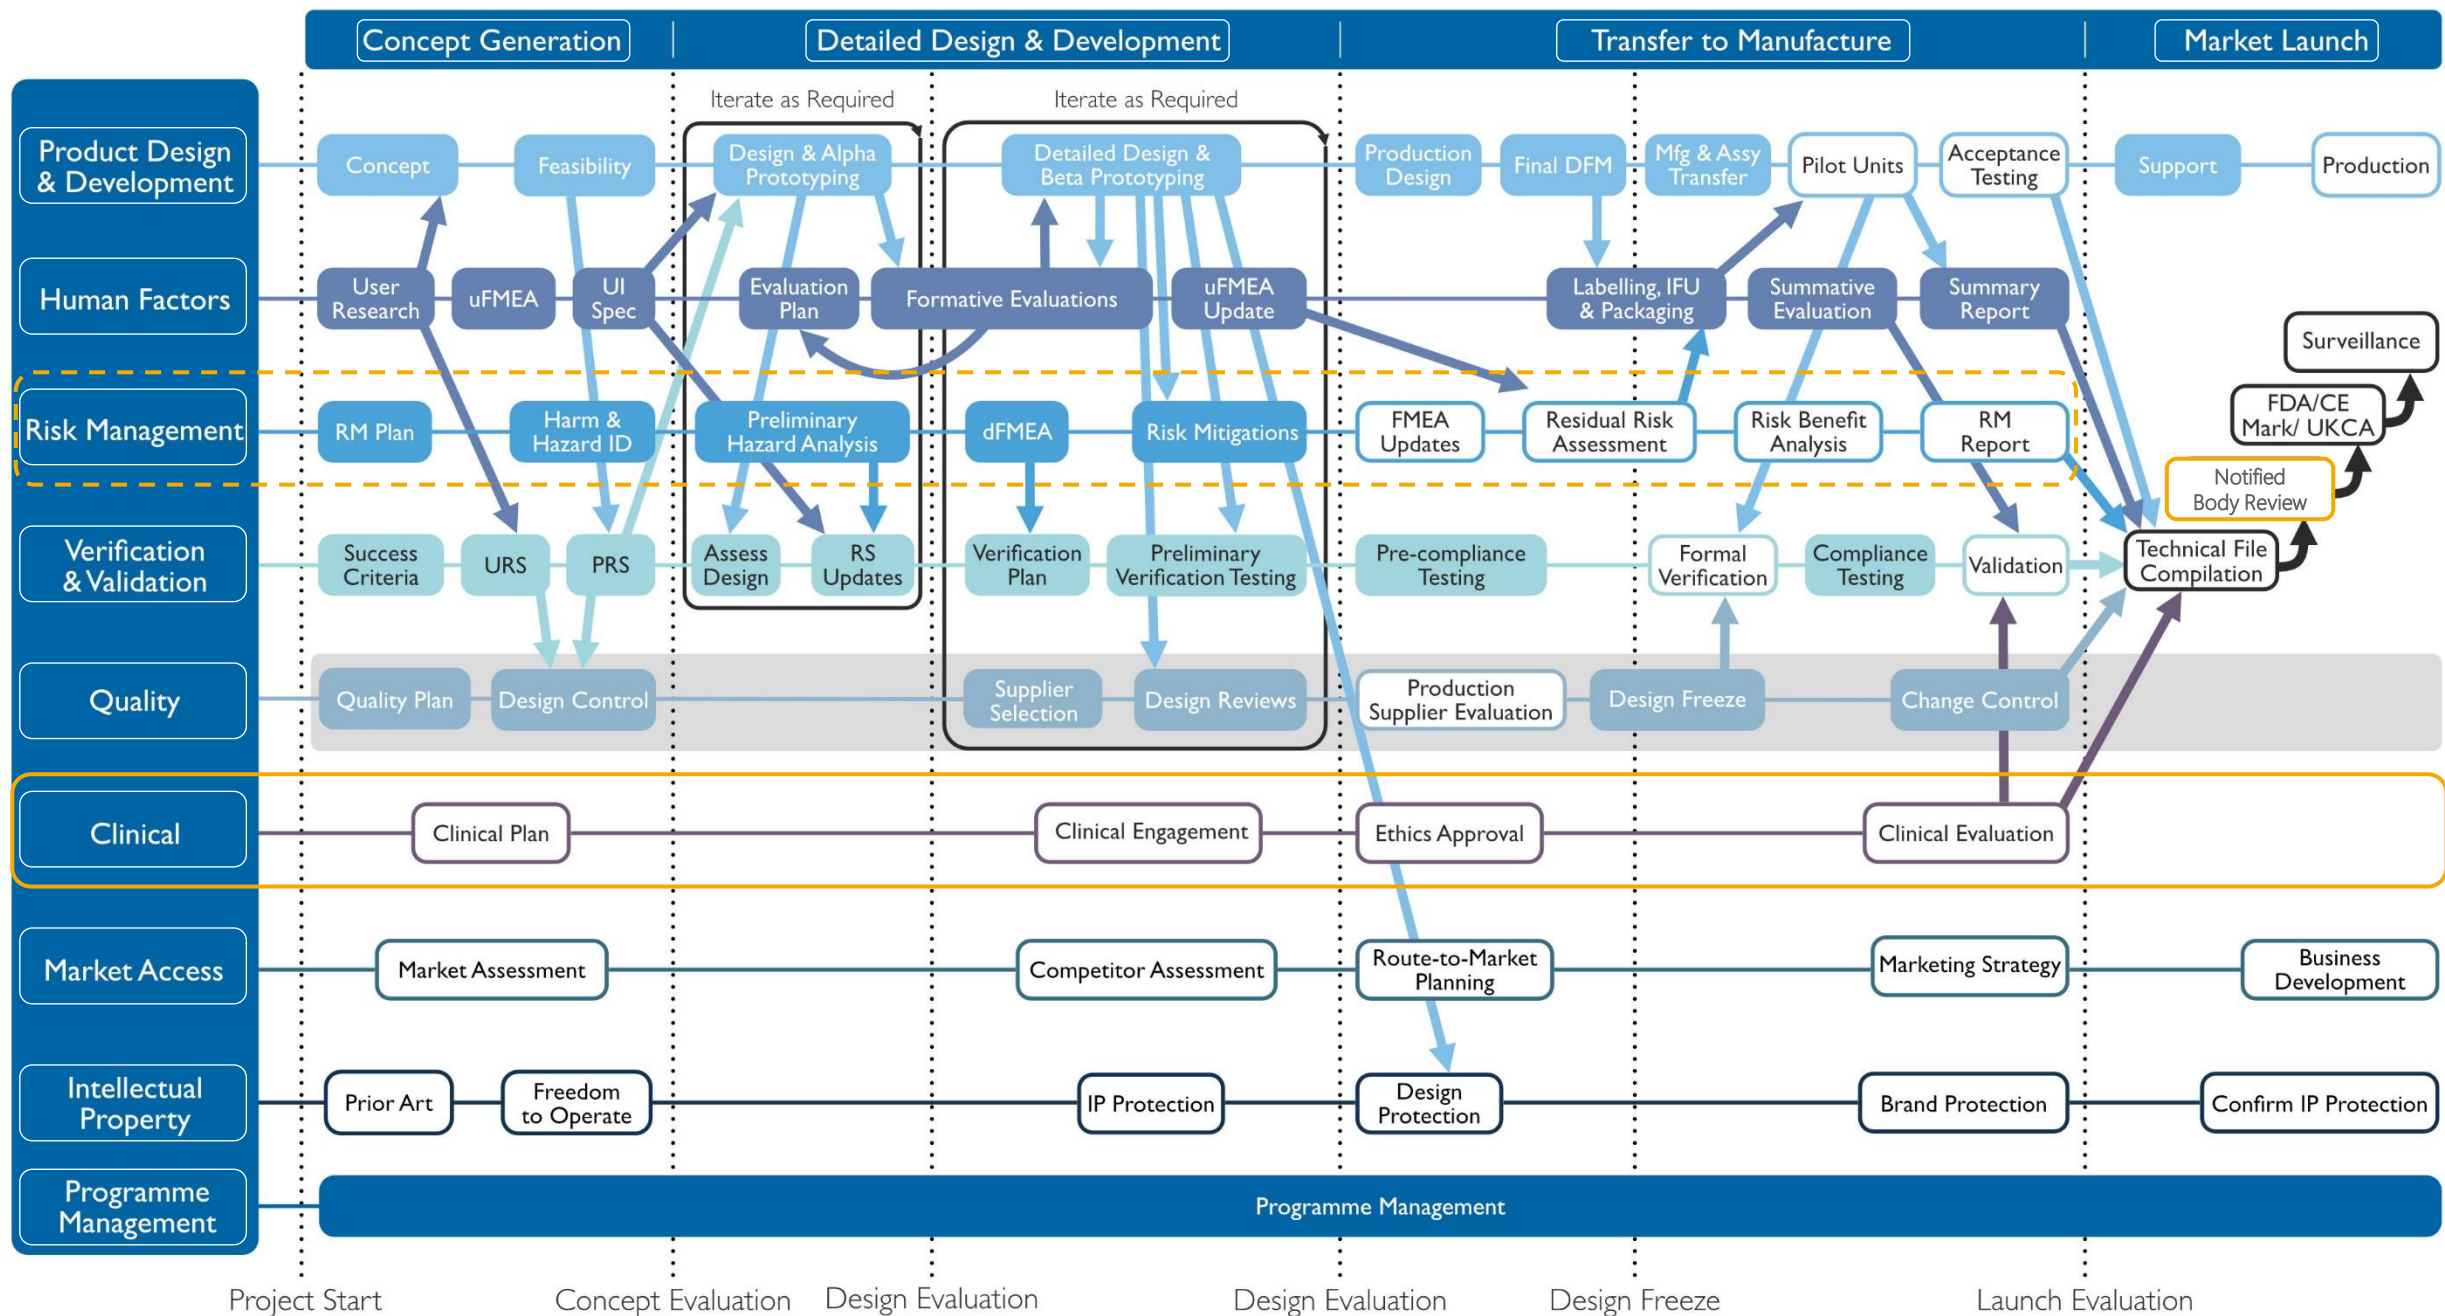 Concept Generation
Detailed Design & Development
Transfer to Manufacture
Market Launch
Iterate as Required
Iterate as Required
Product Design
& Development
Concept
Feasibility
Design & Alpha
Prototyping
Detailed Design &
Beta Prototyping
Production
Design
Final DFM
Mfg & Assy
Transfer
Pilot Units
Acceptance
Testing
Support
Production
Human Factors
User
Research
uFMEA
UI
Spec
Evaluation
Plan
Formative Evaluations
uFMEA
Update
Labelling, IFU
& Packaging
Summative
Evaluation
Summary
Report
Surveillance
FDA/CE
Mark/ UKCA
Notified
Body Review
Risk Management
RM Plan
Harm &
Hazard ID
Preliminary
Hazard Analysis
dFMEA
Risk Mitigations
FMEA
Updates
Residual Risk
Assessment
Risk Benefit
Analysis
RM
Report
Verification
& Validation
Success
Criteria
URS
PRS
Assess
Design
RS
Updates
Verification
Plan
Preliminary
Verification Testing
Pre-compliance
Testing
Formal
Verification
Compliance
Testing
Validation
Technical File
Compilation
Quality
Quality Plan
Design Control
Supplier
Selection
Design Reviews
Production
Supplier Evaluation
Design Freeze
Change Control
Clinical
Clinical Plan
Clinical Engagement
Ethics Approval
Clinical Evaluation
Market Access
Market Assessment
Competitor Assessment
Route-to-Market
Planning
Marketing Strategy
Business
Development
Intellectual
Property
Prior Art
Freedom
to Operate
IP Protection
Design
Protection
Brand Protection
Confirm IP Protection
Programme
Management
Programme Management
Project Start
Concept Evaluation
Design Evaluation
Design Evaluation
Design Freeze
Launch Evaluation